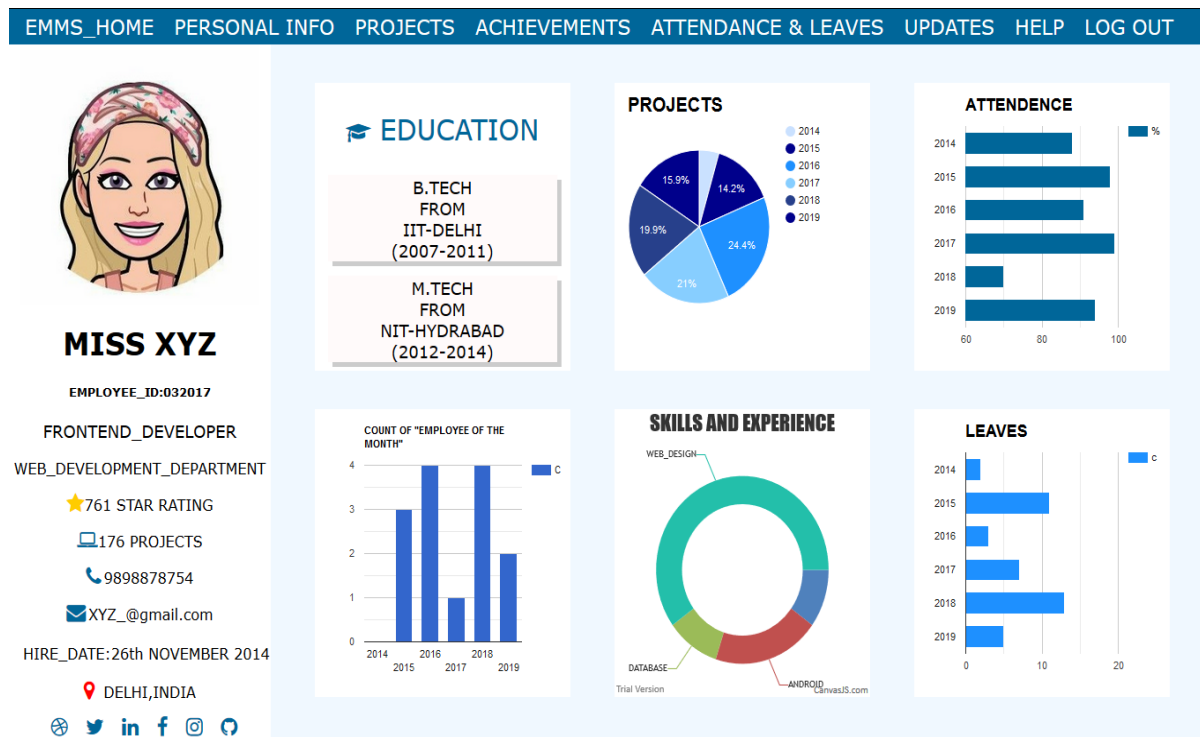 EMMS_HOME PERSONAL INFO PROJECTS ACHIEVEMENTS ATTENDANCE & LEAVES UPDATES HELP LOG OUT
MISS XYZ
EMPLOYEE_ID:032017
FRONTEND_DEVELOPER
WEB_DEVELOPMENT_DEPARTMENT
761 STAR RATING
176 PROJECTS
9898878754
XYZ_@gmail.com
HIRE_DATE:26th NOVEMBER 2014
DELHI,INDIA
EDUCATION
B.TECH
FROM
IIT-DELHI
(2007-2011)
M.TECH
FROM
NIT-HYDRABAD
(2012-2014)
PROJECTS
2014
2015
2016
2017
2018
2019
15.9%
14.2%
19.9%
24.4%
21%
ATTENDENCE
%
2014
2015
2016
2017
2018
2019
60 80 100
COUNT OF "EMPLOYEE OF THE
MONTH"
C
4
3
2
1
0
2014 2016 2018
2015 2017 2019
SKILLS AND EXPERIENCE
WEB_DESIGN
DATABASE
ANDROID
Trial Version
CanvasJS.com
LEAVES
C
2014
2015
2016
2017
2018
2019
0 10 20